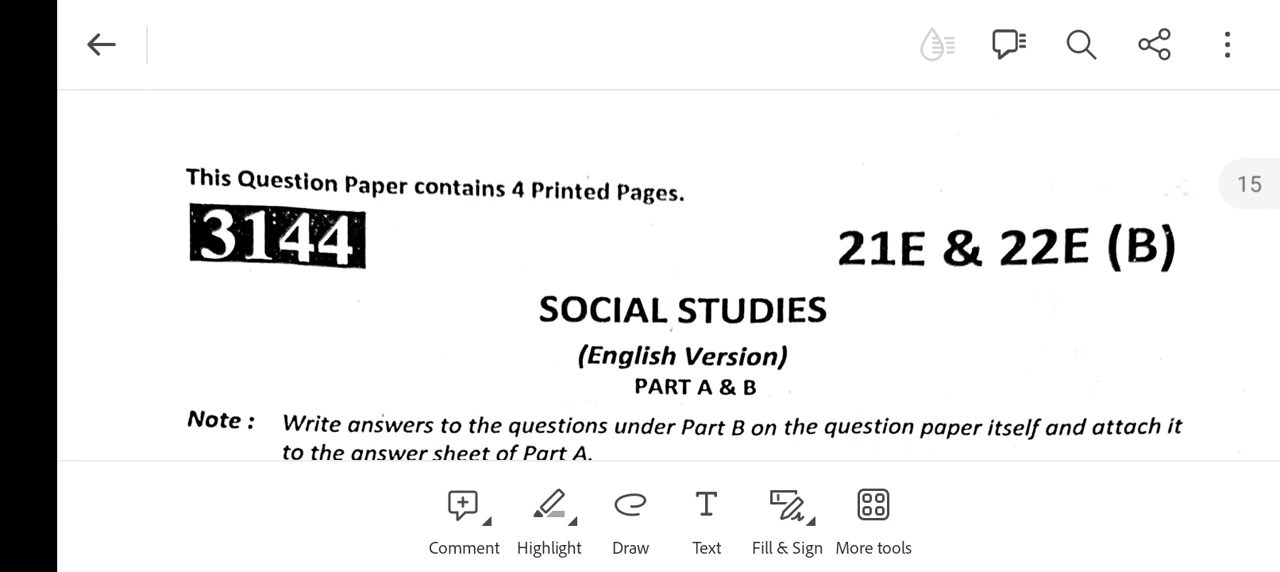 This Question Paper contains 4 Printed Pages.
15
3144
21E & 22E (B)
SOCIAL STUDIES
(English Version)
PART A & B
Note : Write answers to the questions under Part B on the question paper itself and attach it
to the answer sheet of Part A.
Comment Highlight Draw Text Fill & Sign More tools